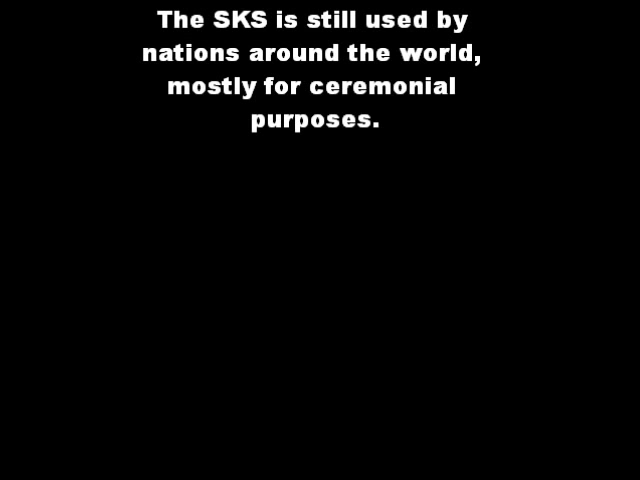 The SKS is still used by
nations around the world,
mostly for ceremonial
purposes.